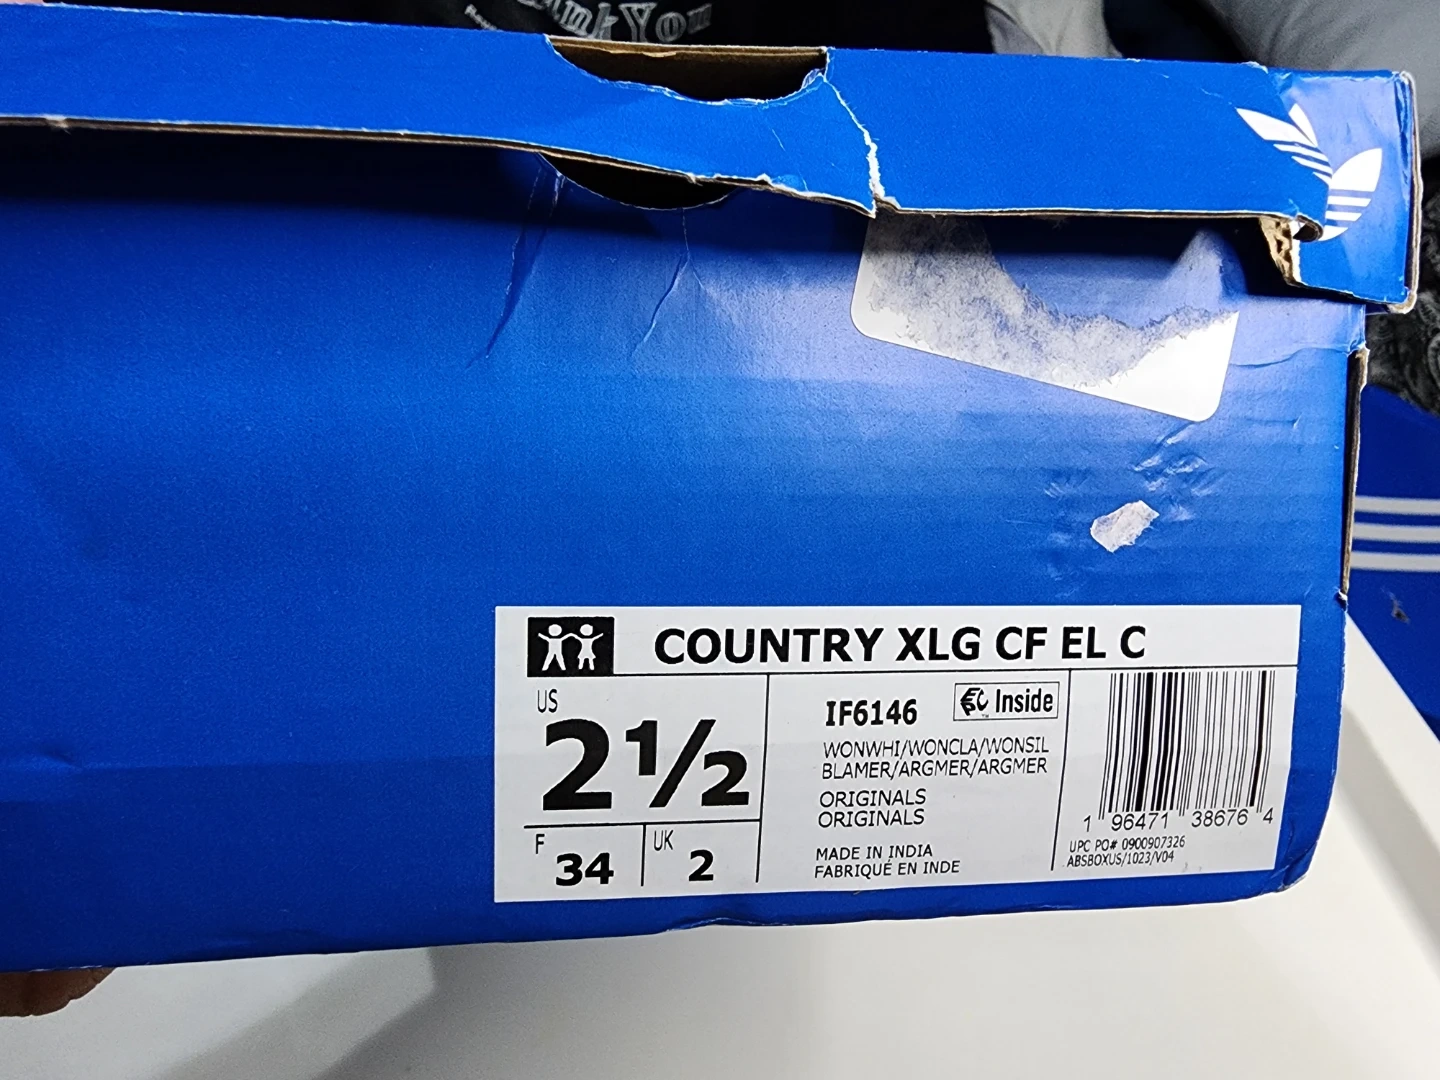 COUNTRY XLG CF EL C
US
2½
F 34
UK 2
IF6146
Inside
WONWHI/WONCLA/WONSIL
BLAMER/ARGMER/ARGMER
ORIGINALS
ORIGINALS
MADE IN INDIA
FABRIQUÉ EN INDE
1 96471 38676 4
UPC PO# 0900907326
ABSBOXUS/1023/V04